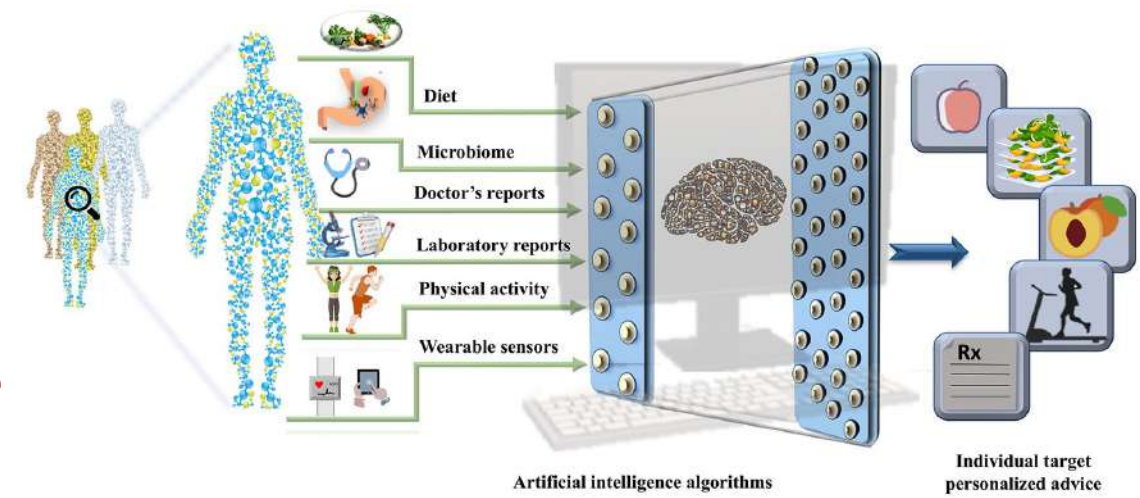 Diet
Microbiome
Doctor's reports
Laboratory reports
Physical activity
Wearable sensors
Rx
Artificial intelligence algorithms
Individual target
personalized advice